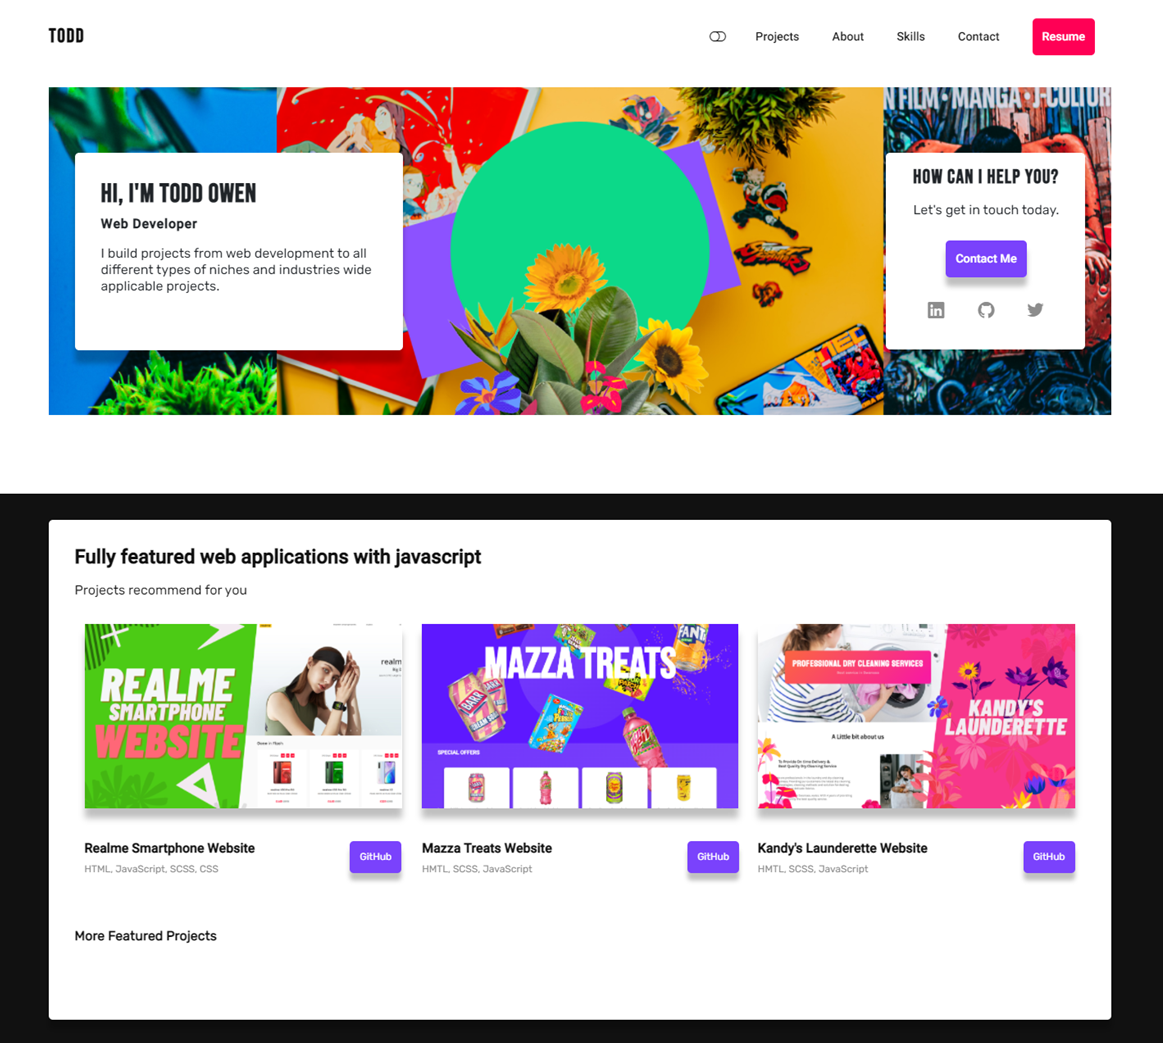 TODD
Projects
About
Skills
Contact
Resume
N FILM • MANGA • J-CULTUR
HI, I'M TODD OWEN
Web Developer
I build projects from web development to all
different types of niches and industries wide
applicable projects.
HOW CAN I HELP YOU?
Let's get in touch today.
Contact Me
Fully featured web applications with javascript
Projects recommend for you
REALME
SMARTPHONE
WEBSITE
realm
MAZZA TREATS
FANT
BARR
SPECIAL OFFERS
PROFESSIONAL DRY CLEANING SERVICES
A Little bit about us
KANDY'S
LAUNDERETTE
Realme Smartphone Website
HTML, JavaScript, SCSS, CSS
GitHub
Mazza Treats Website
HMTL, SCSS, JavaScript
GitHub
Kandy's Launderette Website
HMTL, SCSS, JavaScript
GitHub
More Featured Projects